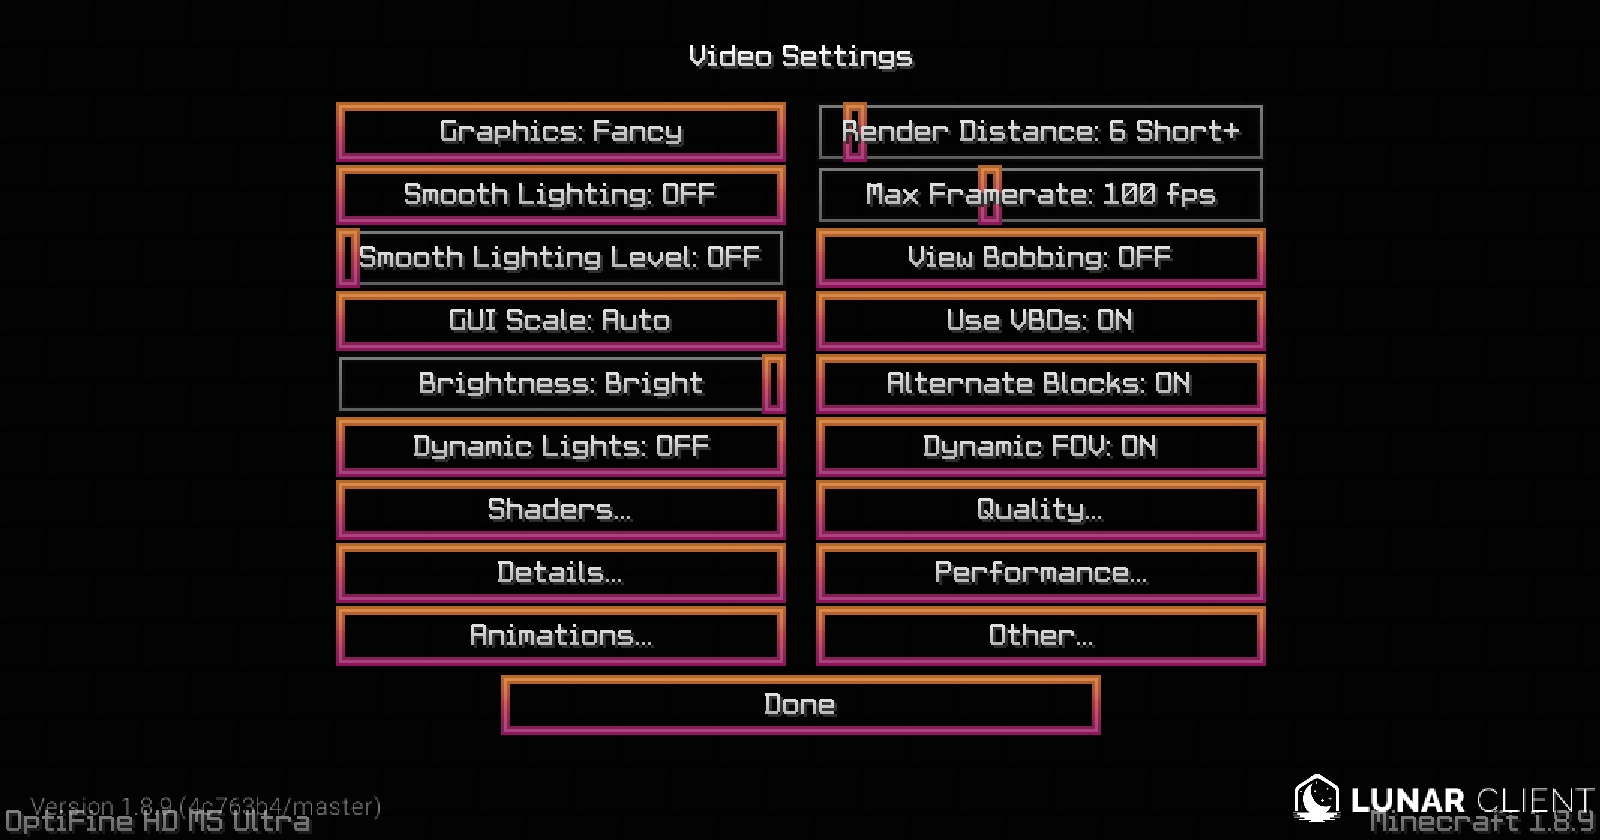 Video Settings
Graphics: Fancy
Render Distance: 6 Short+
Smooth Lighting: OFF
Max Framerate: 100 fps
Smooth Lighting Level: OFF
View Bobbing: OFF
GUI Scale: Auto
Use VBOs: ON
Brightness: Bright
Alternate Blocks: ON
Dynamic Lights: OFF
Dynamic FOV: ON
Shaders...
Quality...
Details...
Performance...
Animations...
Other...
Done
Version 1.8.9 (4c763b4/master)
OptiFine HD M5 Ultra
LUNAR CLIENT
Minecraft 1.8.9